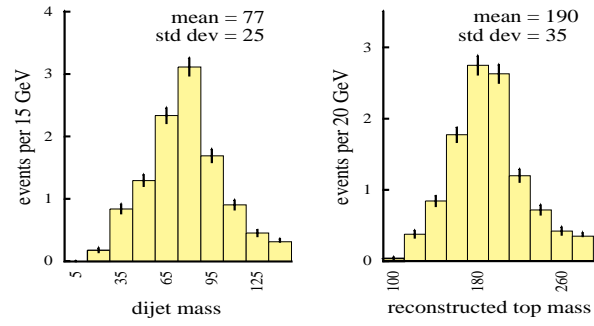 mean = 77
std dev = 25
events per 15 GeV
4
3
2
1
0
5
35
65
95
125
dijet mass
mean = 190
std dev = 35
events per 20 GeV
3
2
1
0
100
180
260
reconstructed top mass